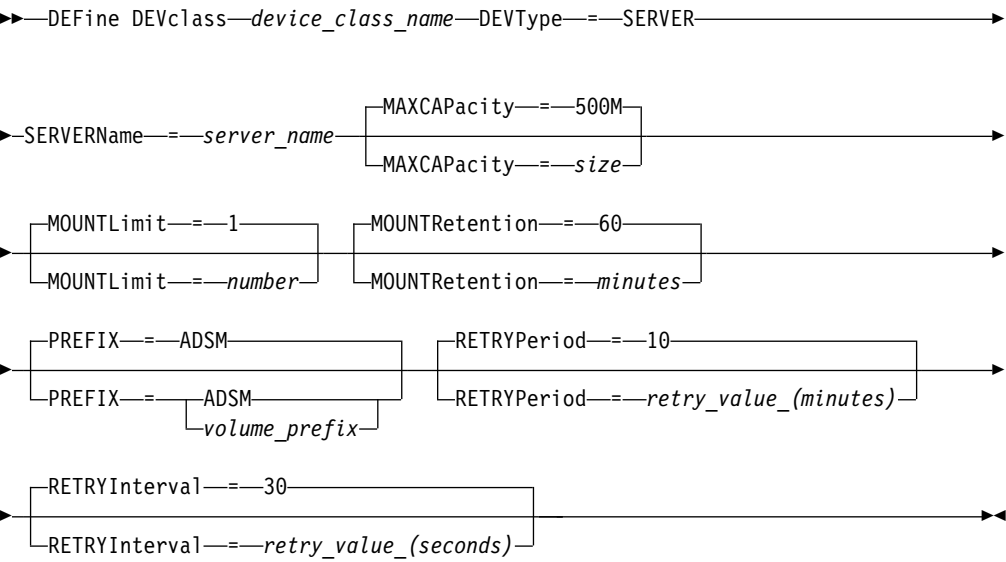 DEFine DEVclass device_class_name DEVType = SERVER
MAXCAPacity = 500M
SERVERName = server_name
MAXCAPacity = size
MOUNTLimit = 1 MOUNTRetention = 60
MOUNTLimit = number MOUNTRetention = minutes
PREFIX = ADSM RETRYPeriod = 10
PREFIX = ADSM RETRYPeriod = retry_value_(minutes)
volume_prefix
RETRYInterval = 30
RETRYInterval = retry_value_(seconds)